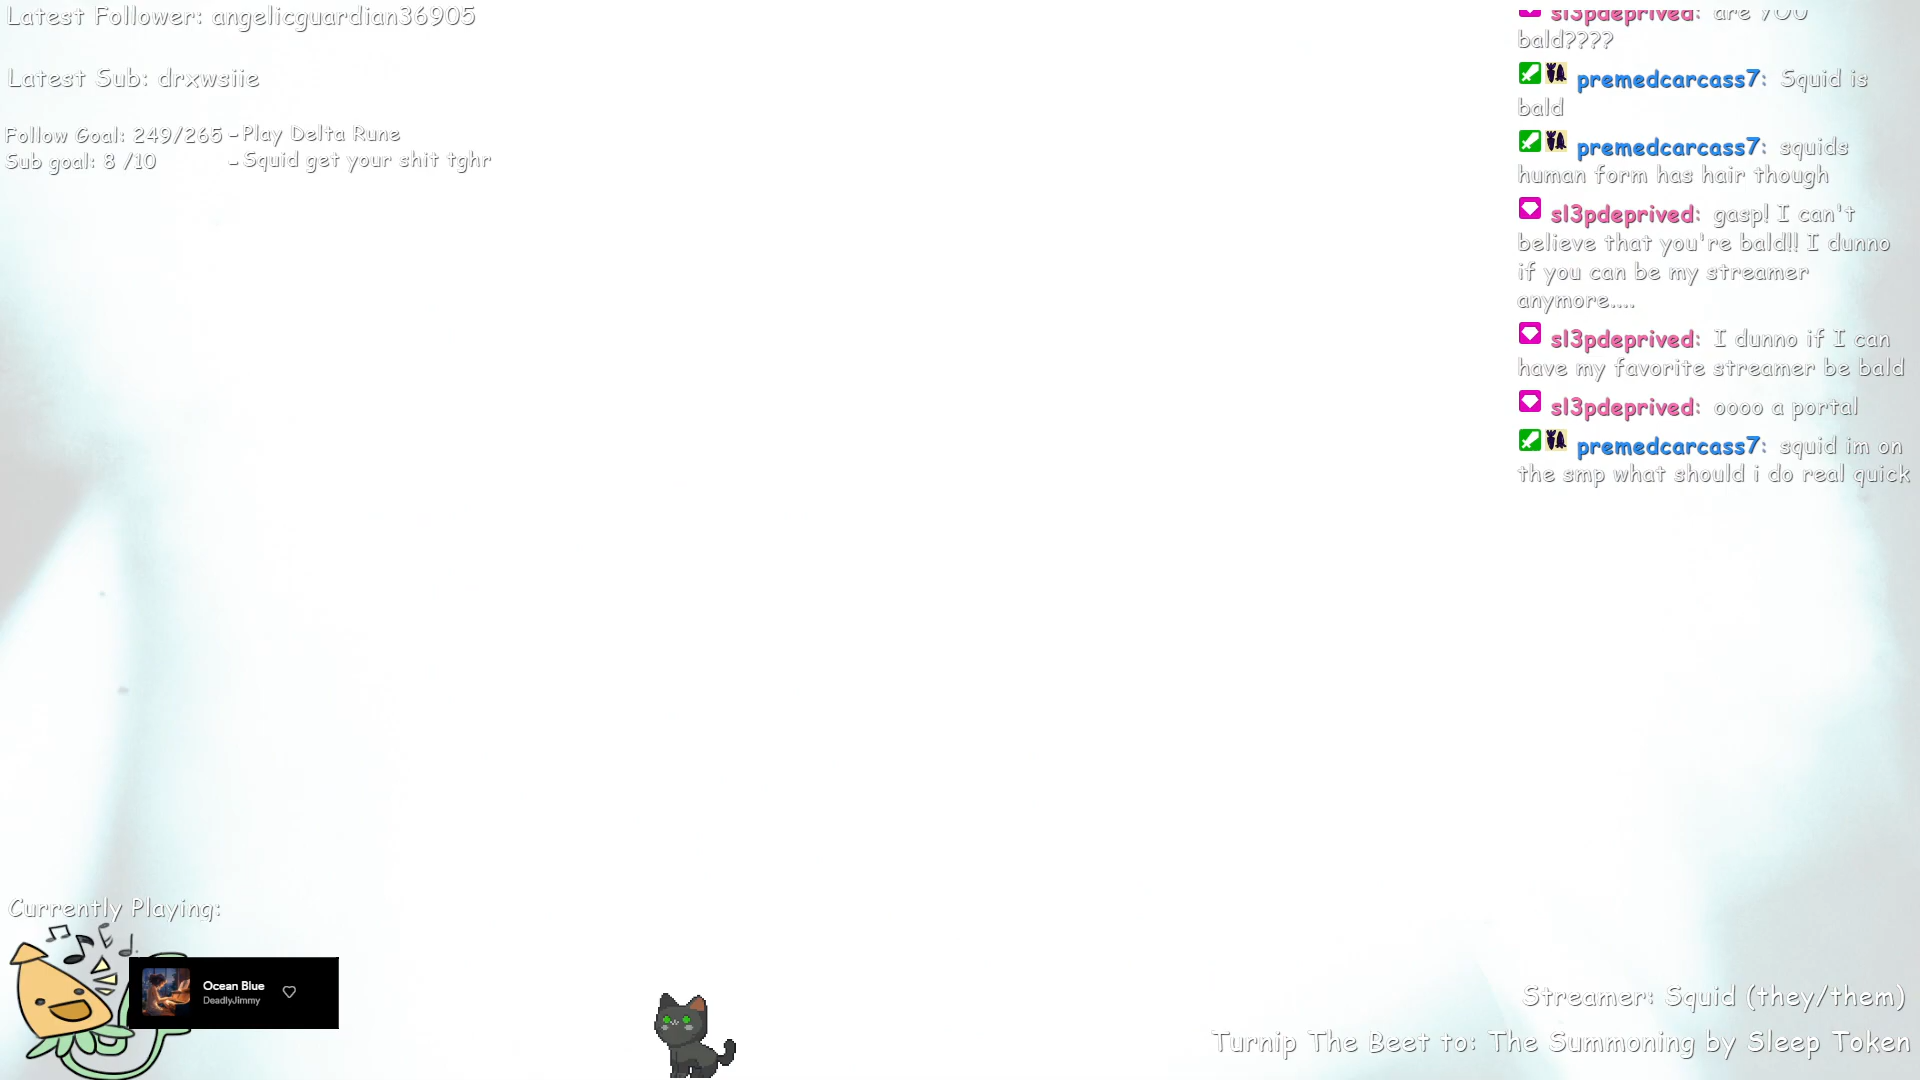 Latest Follower: angelicguardian36905
Latest Sub: drxwsiie
Follow Goal: 249/265 -Play Delta Rune
Sub goal: 8 /10 -Squid get your shit tghr
sl3pdeprived: are YOU
bald????
premedcarcass7: Squid is
bald
premedcarcass7: squids
human form has hair though
sl3pdeprived: gasp! I can't
believe that you're bald!! I dunno
if you can be my streamer
anymore....
sl3pdeprived: I dunno if I can
have my favorite streamer be bald
sl3pdeprived: oooo a portal
premedcarcass7: squid im on
the smp what should i do real quick
Currently Playing:
Ocean Blue
DeadlyJimmy
Streamer: Squid (they/them)
Turnip The Beet to: The Summoning by Sleep Token